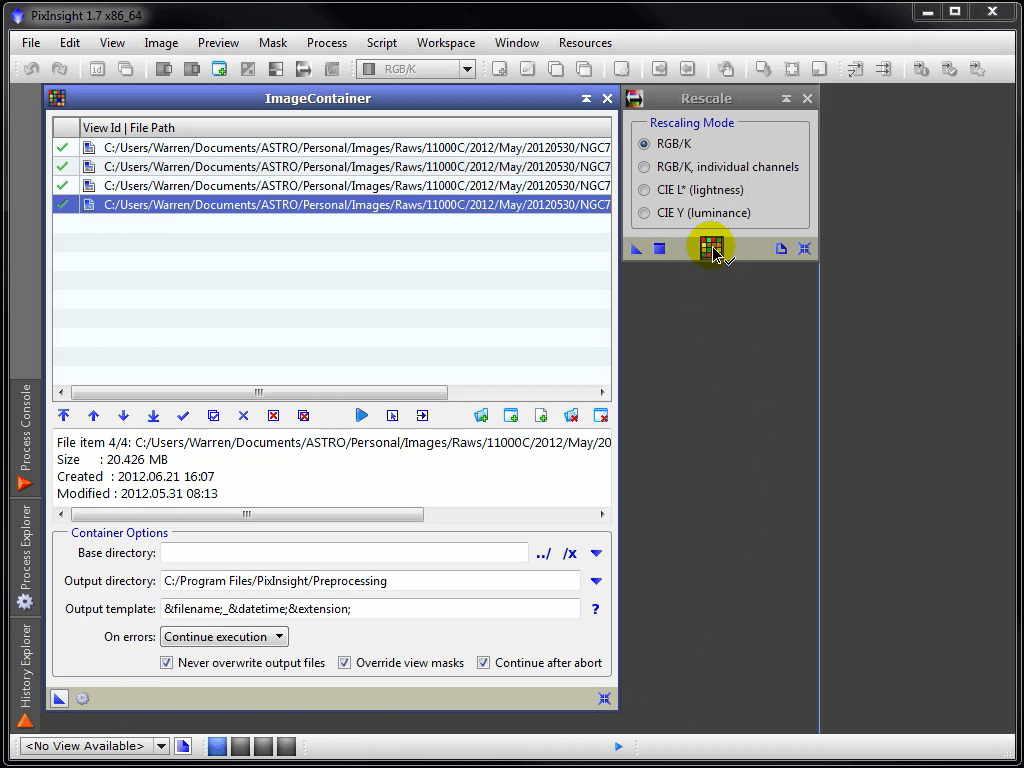 PixInsight 1.7 x86_64
File Edit View Image Preview Mask Process Script Workspace Window Resources
RGB/K
ImageContainer
View Id | File Path
C:/Users/Warren/Documents/ASTRO/Personal/Images/Raws/11000C/2012/May/20120530/NGC7
C:/Users/Warren/Documents/ASTRO/Personal/Images/Raws/11000C/2012/May/20120530/NGC7
C:/Users/Warren/Documents/ASTRO/Personal/Images/Raws/11000C/2012/May/20120530/NGC7
C:/Users/Warren/Documents/ASTRO/Personal/Images/Raws/11000C/2012/May/20120530/NGC7
File item 4/4: C:/Users/Warren/Documents/ASTRO/Personal/Images/Raws/11000C/2012/May/20
Size : 20.426 MB
Created : 2012.06.21 16:07
Modified : 2012.05.31 08:13
Container Options
Base directory: ../ /x
Output directory: C:/Program Files/PixInsight/Preprocessing
Output template: &filename;_&datetime;&extension; ?
On errors: Continue execution
Never overwrite output files Override view masks Continue after abort
Rescale
Rescaling Mode
RGB/K
RGB/K, individual channels
CIE L* (lightness)
CIE Y (luminance)
Process Console
Process Explorer
History Explorer
<No View Available>